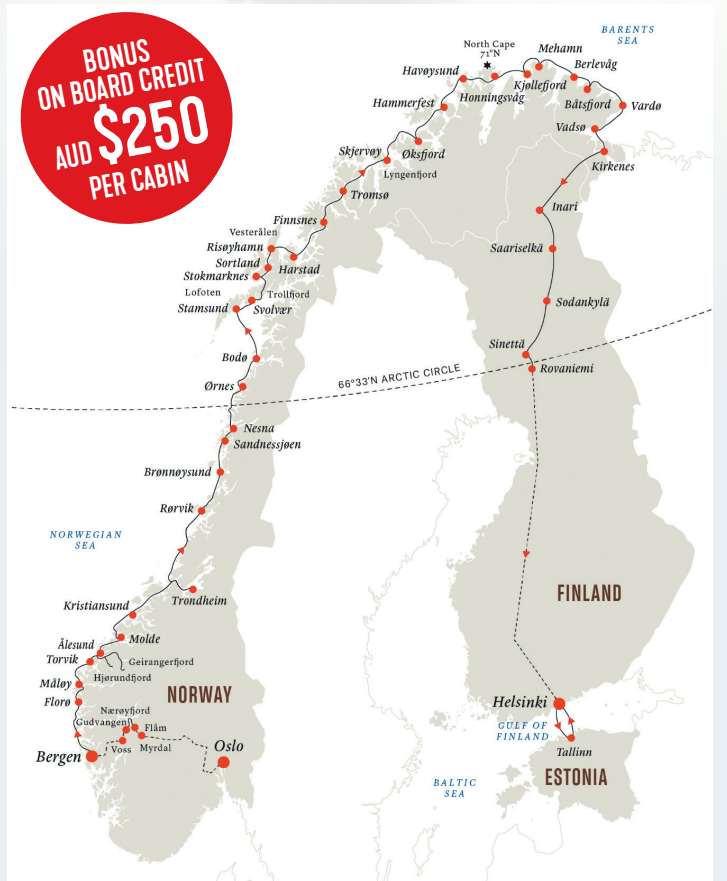 BONUS
ON BOARD CREDIT
AUD $250
PER CABIN
BARENTS
SEA
North Cape
71°N
Mehamn
Berlevåg
Havøysund
Kjøllefjord
Honningsvåg
Båtsfjord
Hammerfest
Vardø
Vadsø
Øksfjord
Skjervøy
Kirkenes
Lyngenfjord
Tromsø
Inari
Finnsnes
Vesterålen
Risøyhamn
Saariselkä
Sortland
Harstad
Stokmarknes
Lofoten
Trollfjord
Stamsund
Svolvær
Sodankylä
Sinettä
Bodø
Rovaniemi
66°33'N ARCTIC CIRCLE
Ørnes
Nesna
Sandnessjøen
Brønnøysund
Rørvik
NORWEGIAN
SEA
FINLAND
Trondheim
Kristiansund
Molde
Ålesund
Torvik
Geirangerfjord
Hjørundfjord
Måløy
NORWAY
Florø
Helsinki
Nærøyfjord
Gudvangen
Flåm
GULF OF
FINLAND
Voss
Myrdal
Oslo
Bergen
Tallinn
ESTONIA
BALTIC
SEA